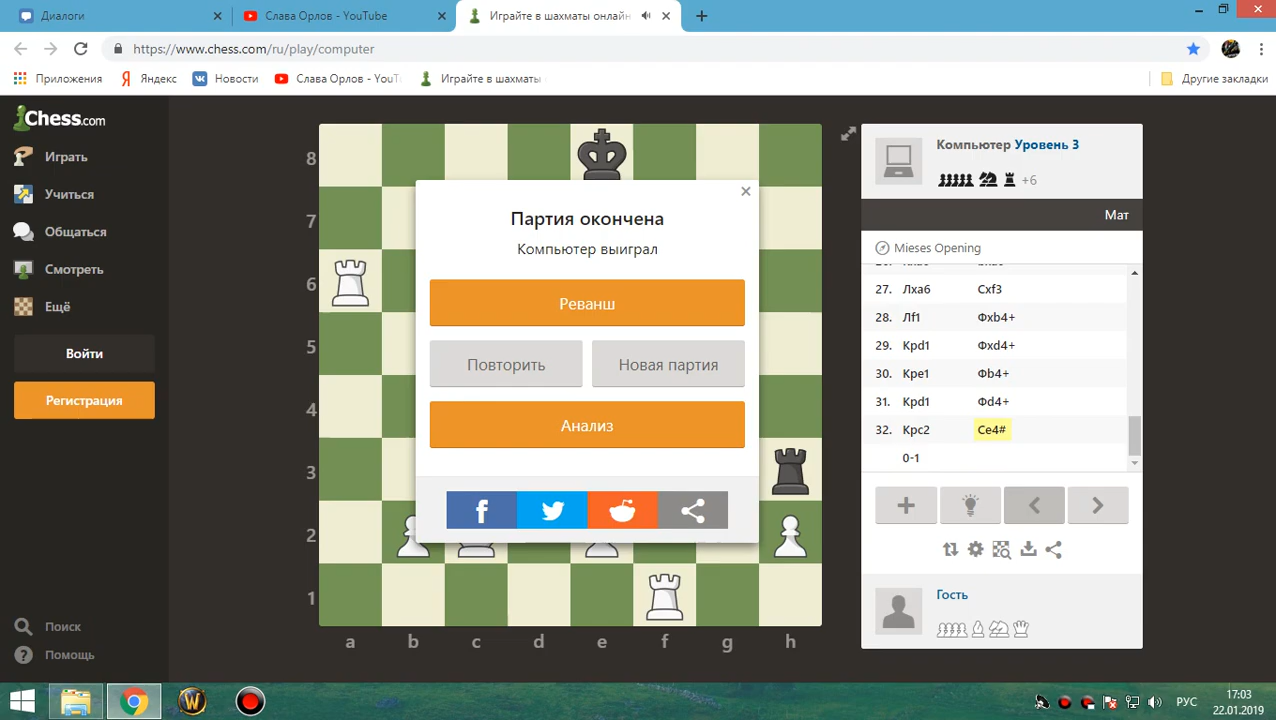 Диалоги
Слава Орлов - YouTube
Играйте в шахматы онлайн
https://www.chess.com/ru/play/computer
Приложения
Яндекс
Новости
Слава Орлов - YouT
Играйте в шахматы
Другие закладки
Chess.com
Играть
Учиться
Общаться
Смотреть
Ещё
Войти
Регистрация
Поиск
Помощь
8
7
6
5
4
3
2
1
a b c d e f g h
Партия окончена
Компьютер выиграл
Реванш
Повторить
Новая партия
Анализ
Компьютер Уровень 3
+6
Мат
Mieses Opening
27. Лxa6 Cxf3
28. Лf1 Фxb4+
29. Крd1 Фxd4+
30. Крe1 Фb4+
31. Крd1 Фd4+
32. Крc2 Ce4#
0-1
Гость
РУС
17:03
22.01.2019